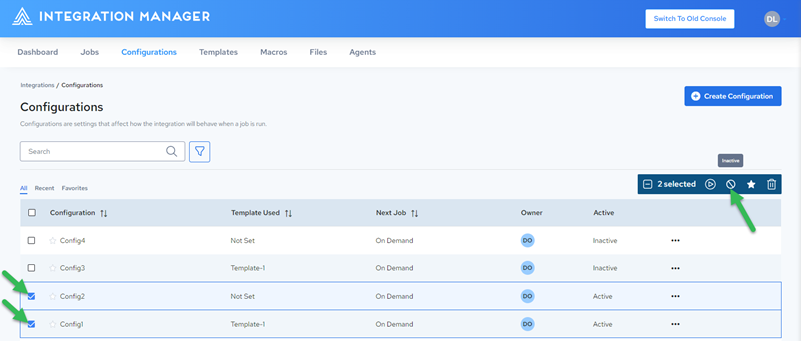 INTEGRATION MANAGER
Switch To Old Console
DL
Dashboard Jobs Configurations Templates Macros Files Agents
Integrations / Configurations
Configurations
Create Configuration
Configurations are settings that affect how the integration will behave when a job is run.
Search
Inactive
All Recent Favorites
2 selected
Configuration Template Used Next Job Owner Active
Config4 Not Set On Demand DO Inactive
Config3 Template-1 On Demand DO Inactive
Config2 Not Set On Demand DO Active
Config1 Template-1 On Demand DO Active